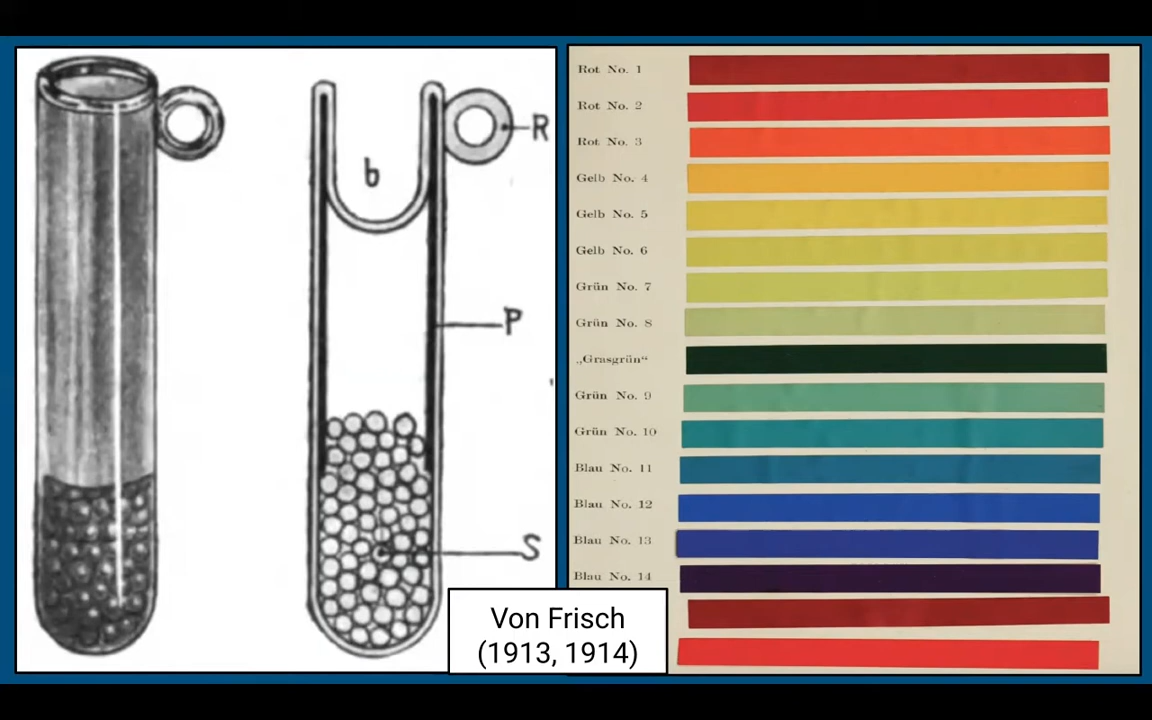 b
R
P
S
Rot No. 1
Rot No. 2
Rot No. 3
Gelb No. 4
Gelb No. 5
Gelb No. 6
Grün No. 7
Grün No. 8
„Grasgrün“
Grün No. 9
Grün No. 10
Blau No. 11
Blau No. 12
Blau No. 13
Blau No. 14
Von Frisch
(1913, 1914)